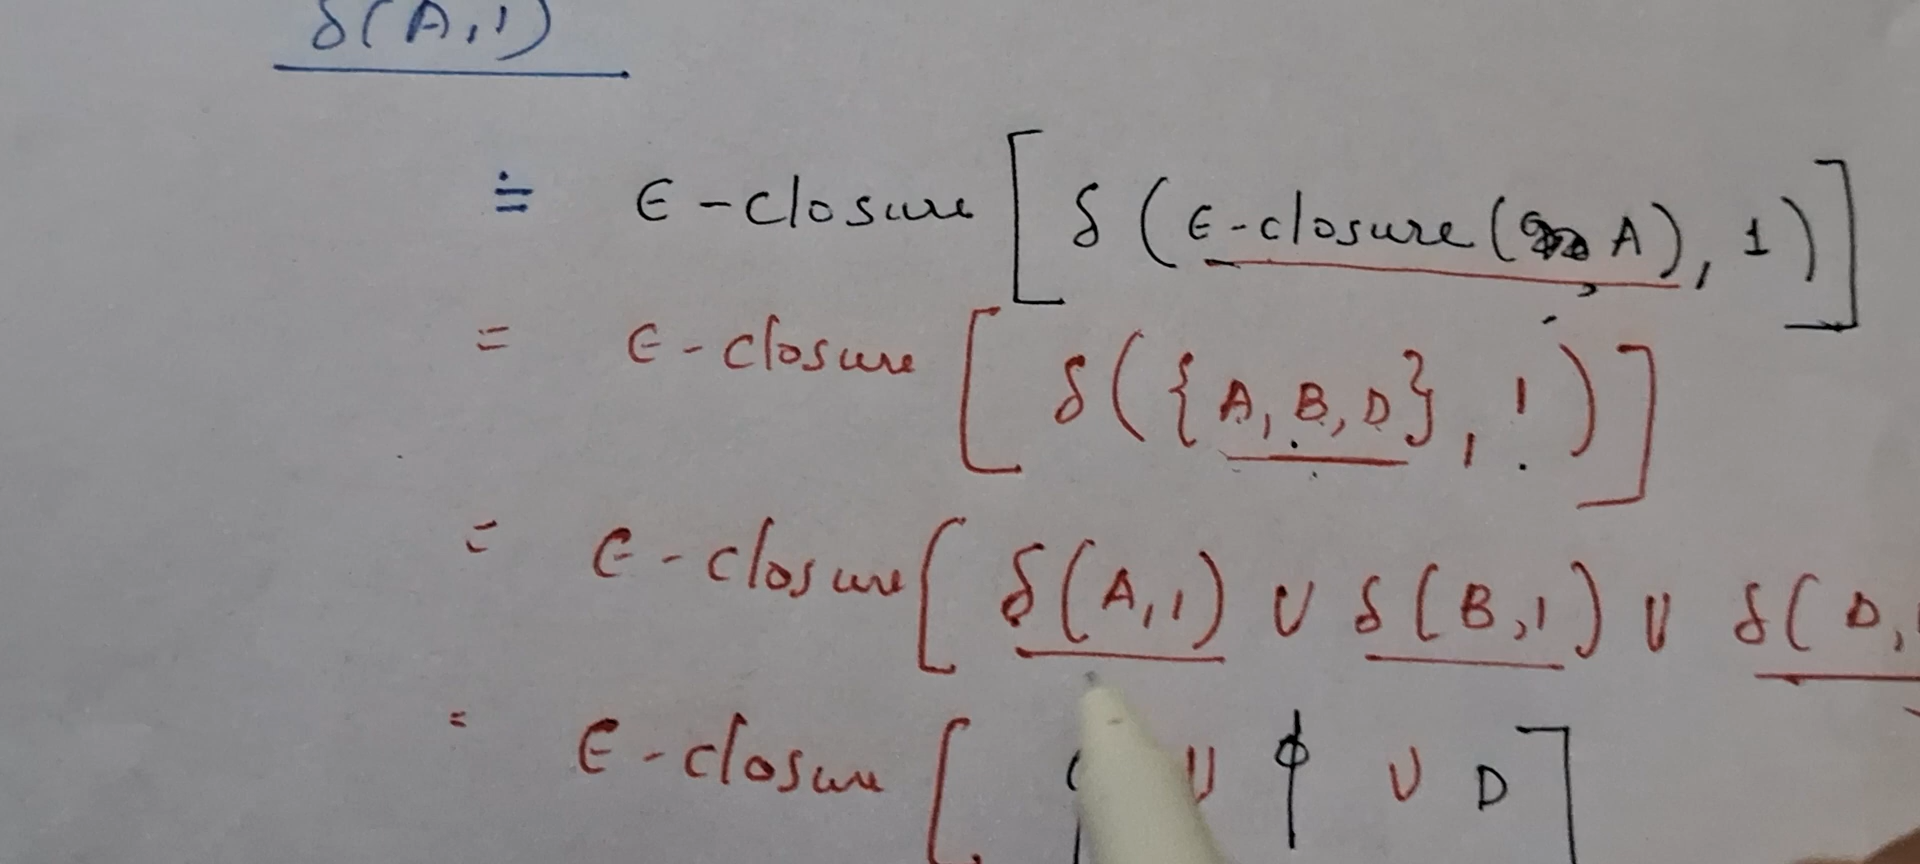 δ(A,1)
= ϵ-closure [ δ ( ϵ-closure ( A ), 1 ) ]
= ϵ-closure [ δ ( { A, B, D } , 1 ) ]
= ϵ-closure [ δ(A,1) ∪ δ(B,1) ∪ δ(D,
= ϵ-closure [ ∪ ϕ ∪ D ]